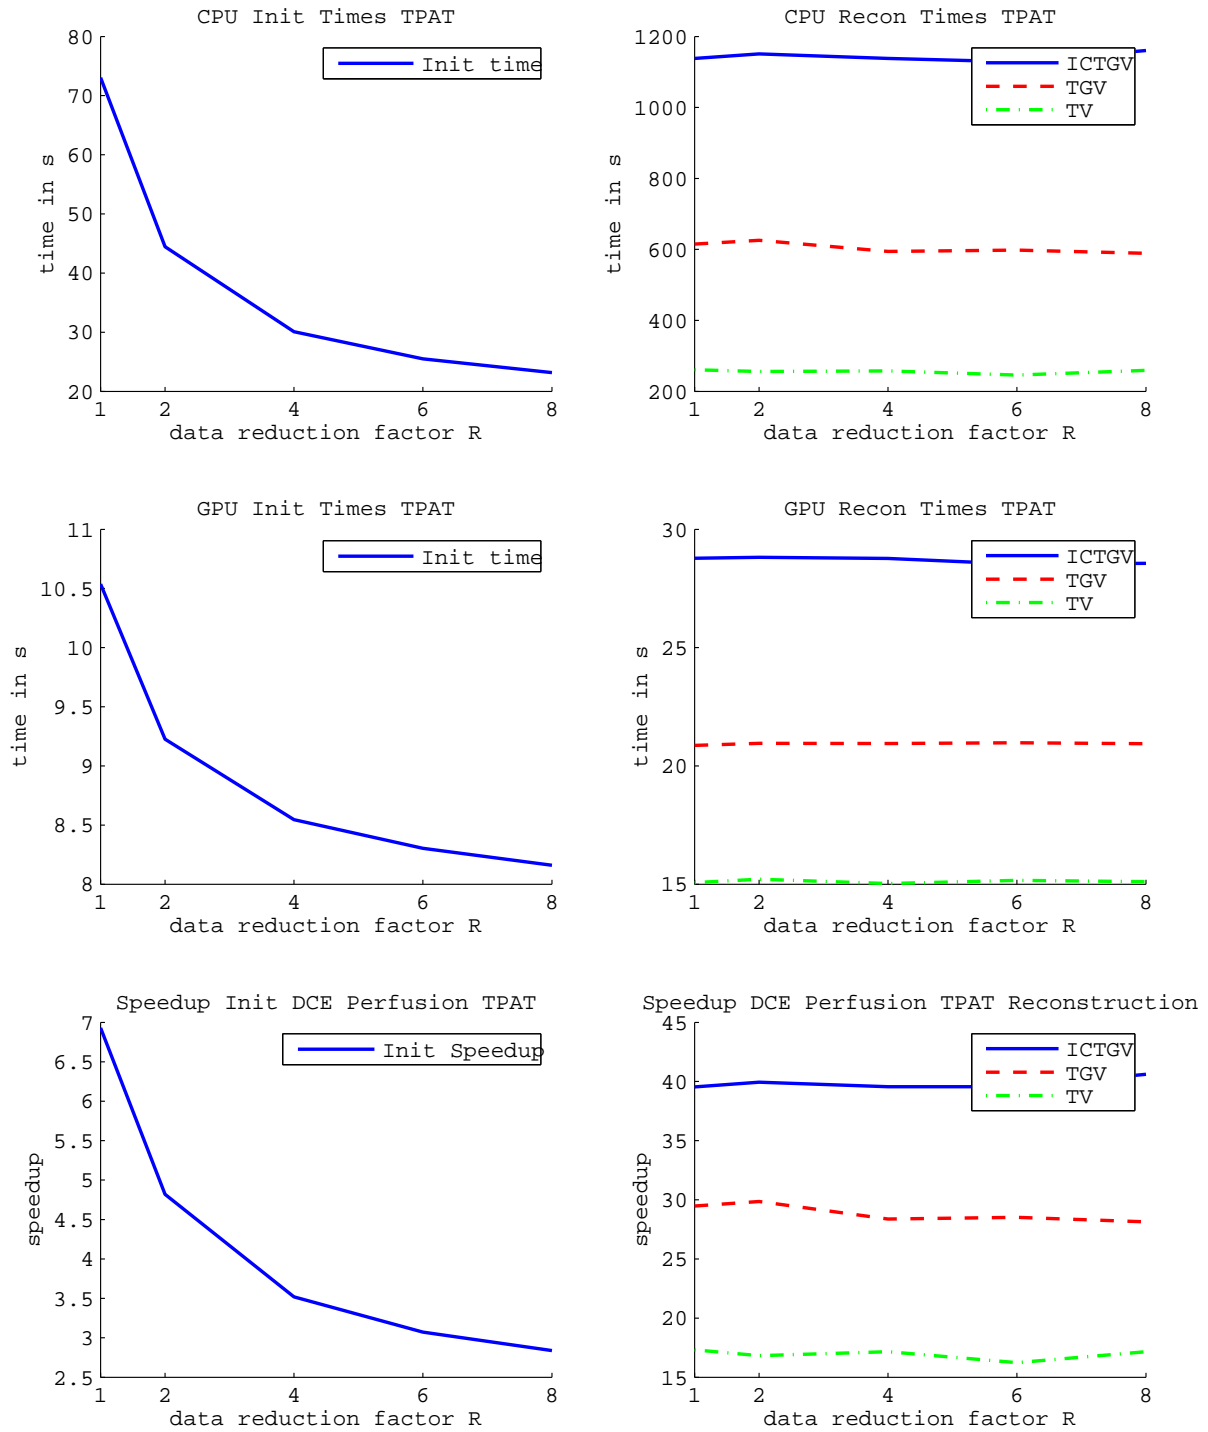 CPU Init Times TPAT
80
70
60
50
40
30
20
time in s
Init time
1 2 4 6 8
data reduction factor R
CPU Recon Times TPAT
1200
1000
800
600
400
200
time in s
ICTGV
TGV
TV
1 2 4 6 8
data reduction factor R
GPU Init Times TPAT
11
10.5
10
9.5
9
8.5
8
time in s
Init time
1 2 4 6 8
data reduction factor R
GPU Recon Times TPAT
30
25
20
15
time in s
ICTGV
TGV
TV
1 2 4 6 8
data reduction factor R
Speedup Init DCE Perfusion TPAT
7
6.5
6
5.5
5
4.5
4
3.5
3
2.5
speedup
Init Speedup
1 2 4 6 8
data reduction factor R
Speedup DCE Perfusion TPAT Reconstruction
45
40
35
30
25
20
15
speedup
ICTGV
TGV
TV
1 2 4 6 8
data reduction factor R